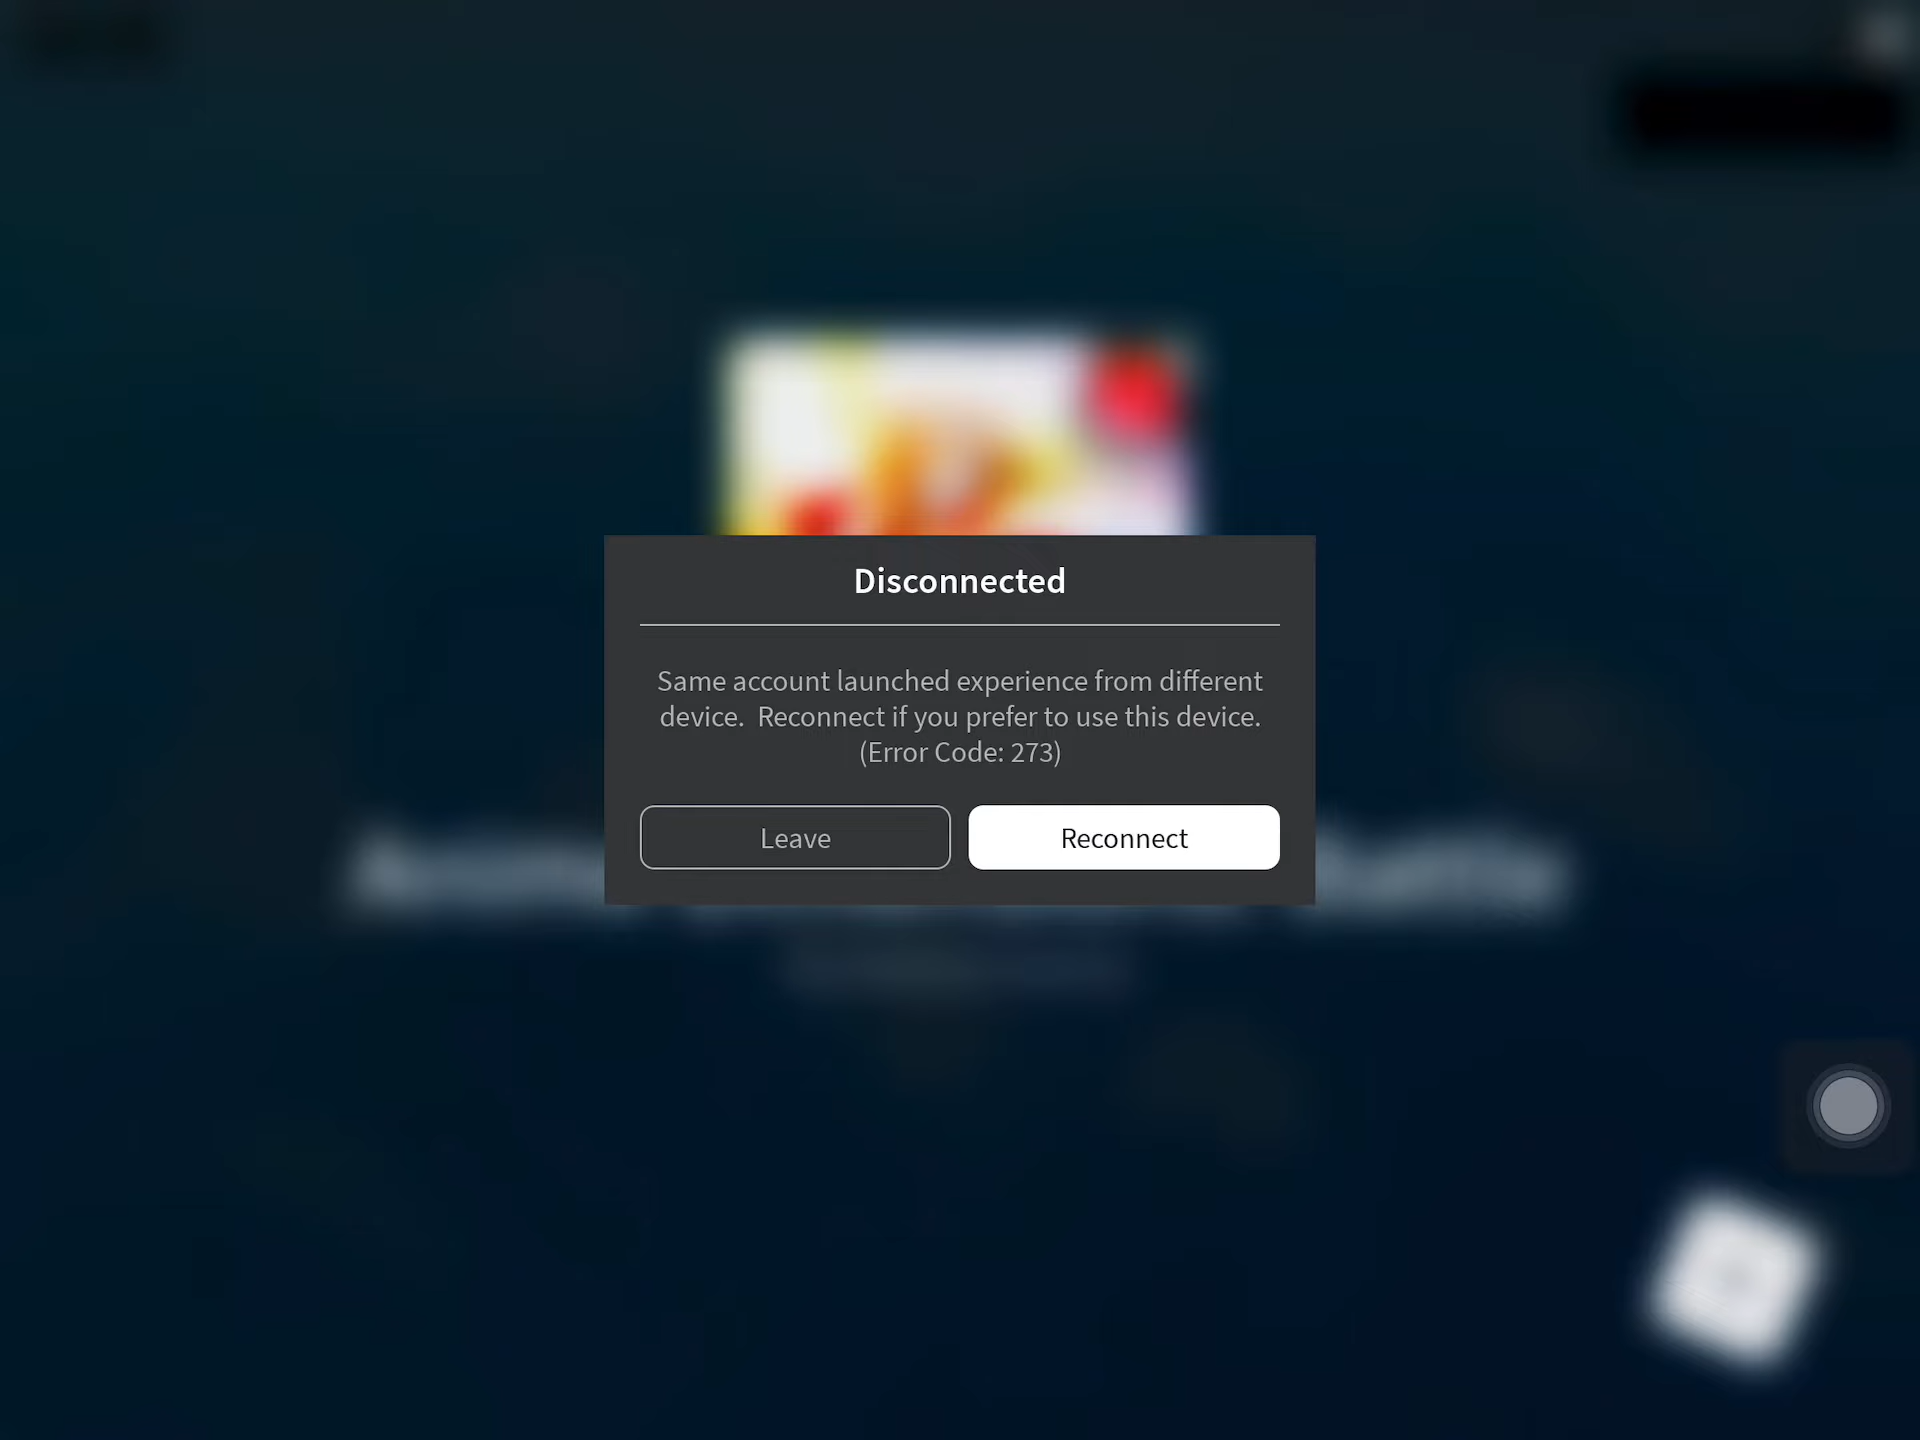 Disconnected
Same account launched experience from different
device.  Reconnect if you prefer to use this device.
(Error Code: 273)
Leave
Reconnect